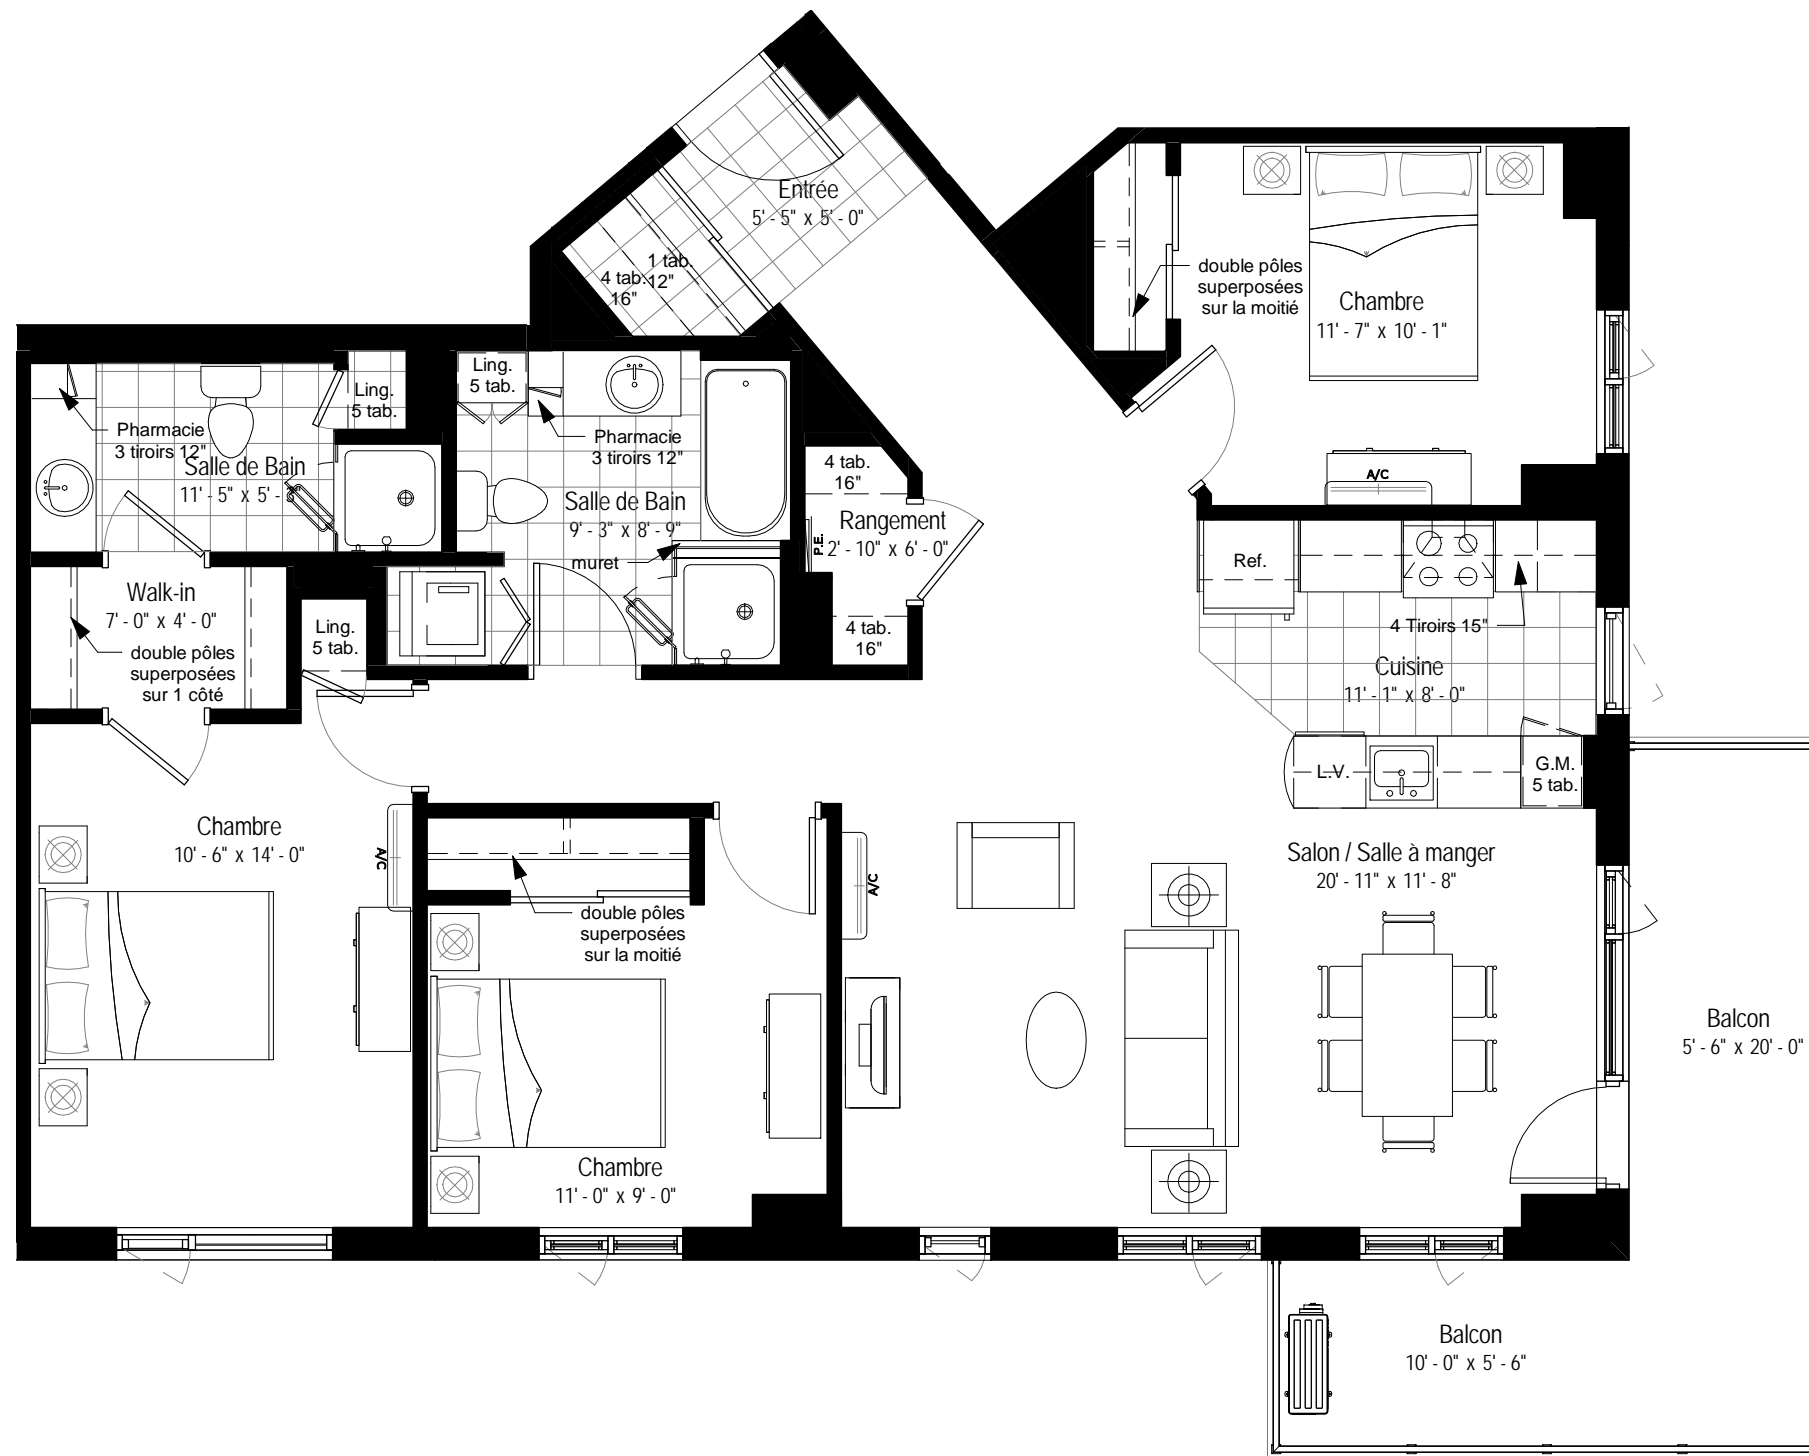 Entrée
5' - 5" x 5' - 0"
1 tab.
12"
4 tab.
16"
double pôles
superposées
sur la moitié
Chambre
11' - 7" x 10' - 1"
A/C
Ling.
5 tab.
Pharmacie
3 tiroirs 12"
Salle de Bain
11' - 5" x 5' -
Ling.
5 tab.
Pharmacie
3 tiroirs 12"
Salle de Bain
9' - 3" x 8' - 9"
muret
4 tab.
16"
Rangement
2' - 10" x 6' - 0"
P.E.
4 tab.
16"
Ref.
4 Tiroirs 15"
Cuisine
11' - 1" x 8' - 0"
L.V.
G.M.
5 tab.
Walk-in
7' - 0" x 4' - 0"
double pôles
superposées
sur 1 côté
Ling.
5 tab.
Chambre
10' - 6" x 14' - 0"
A/C
double pôles
superposées
sur la moitié
Chambre
11' - 0" x 9' - 0"
A/C
Salon / Salle à manger
20' - 11" x 11' - 8"
Balcon
5' - 6" x 20' - 0"
Balcon
10' - 0" x 5' - 6"